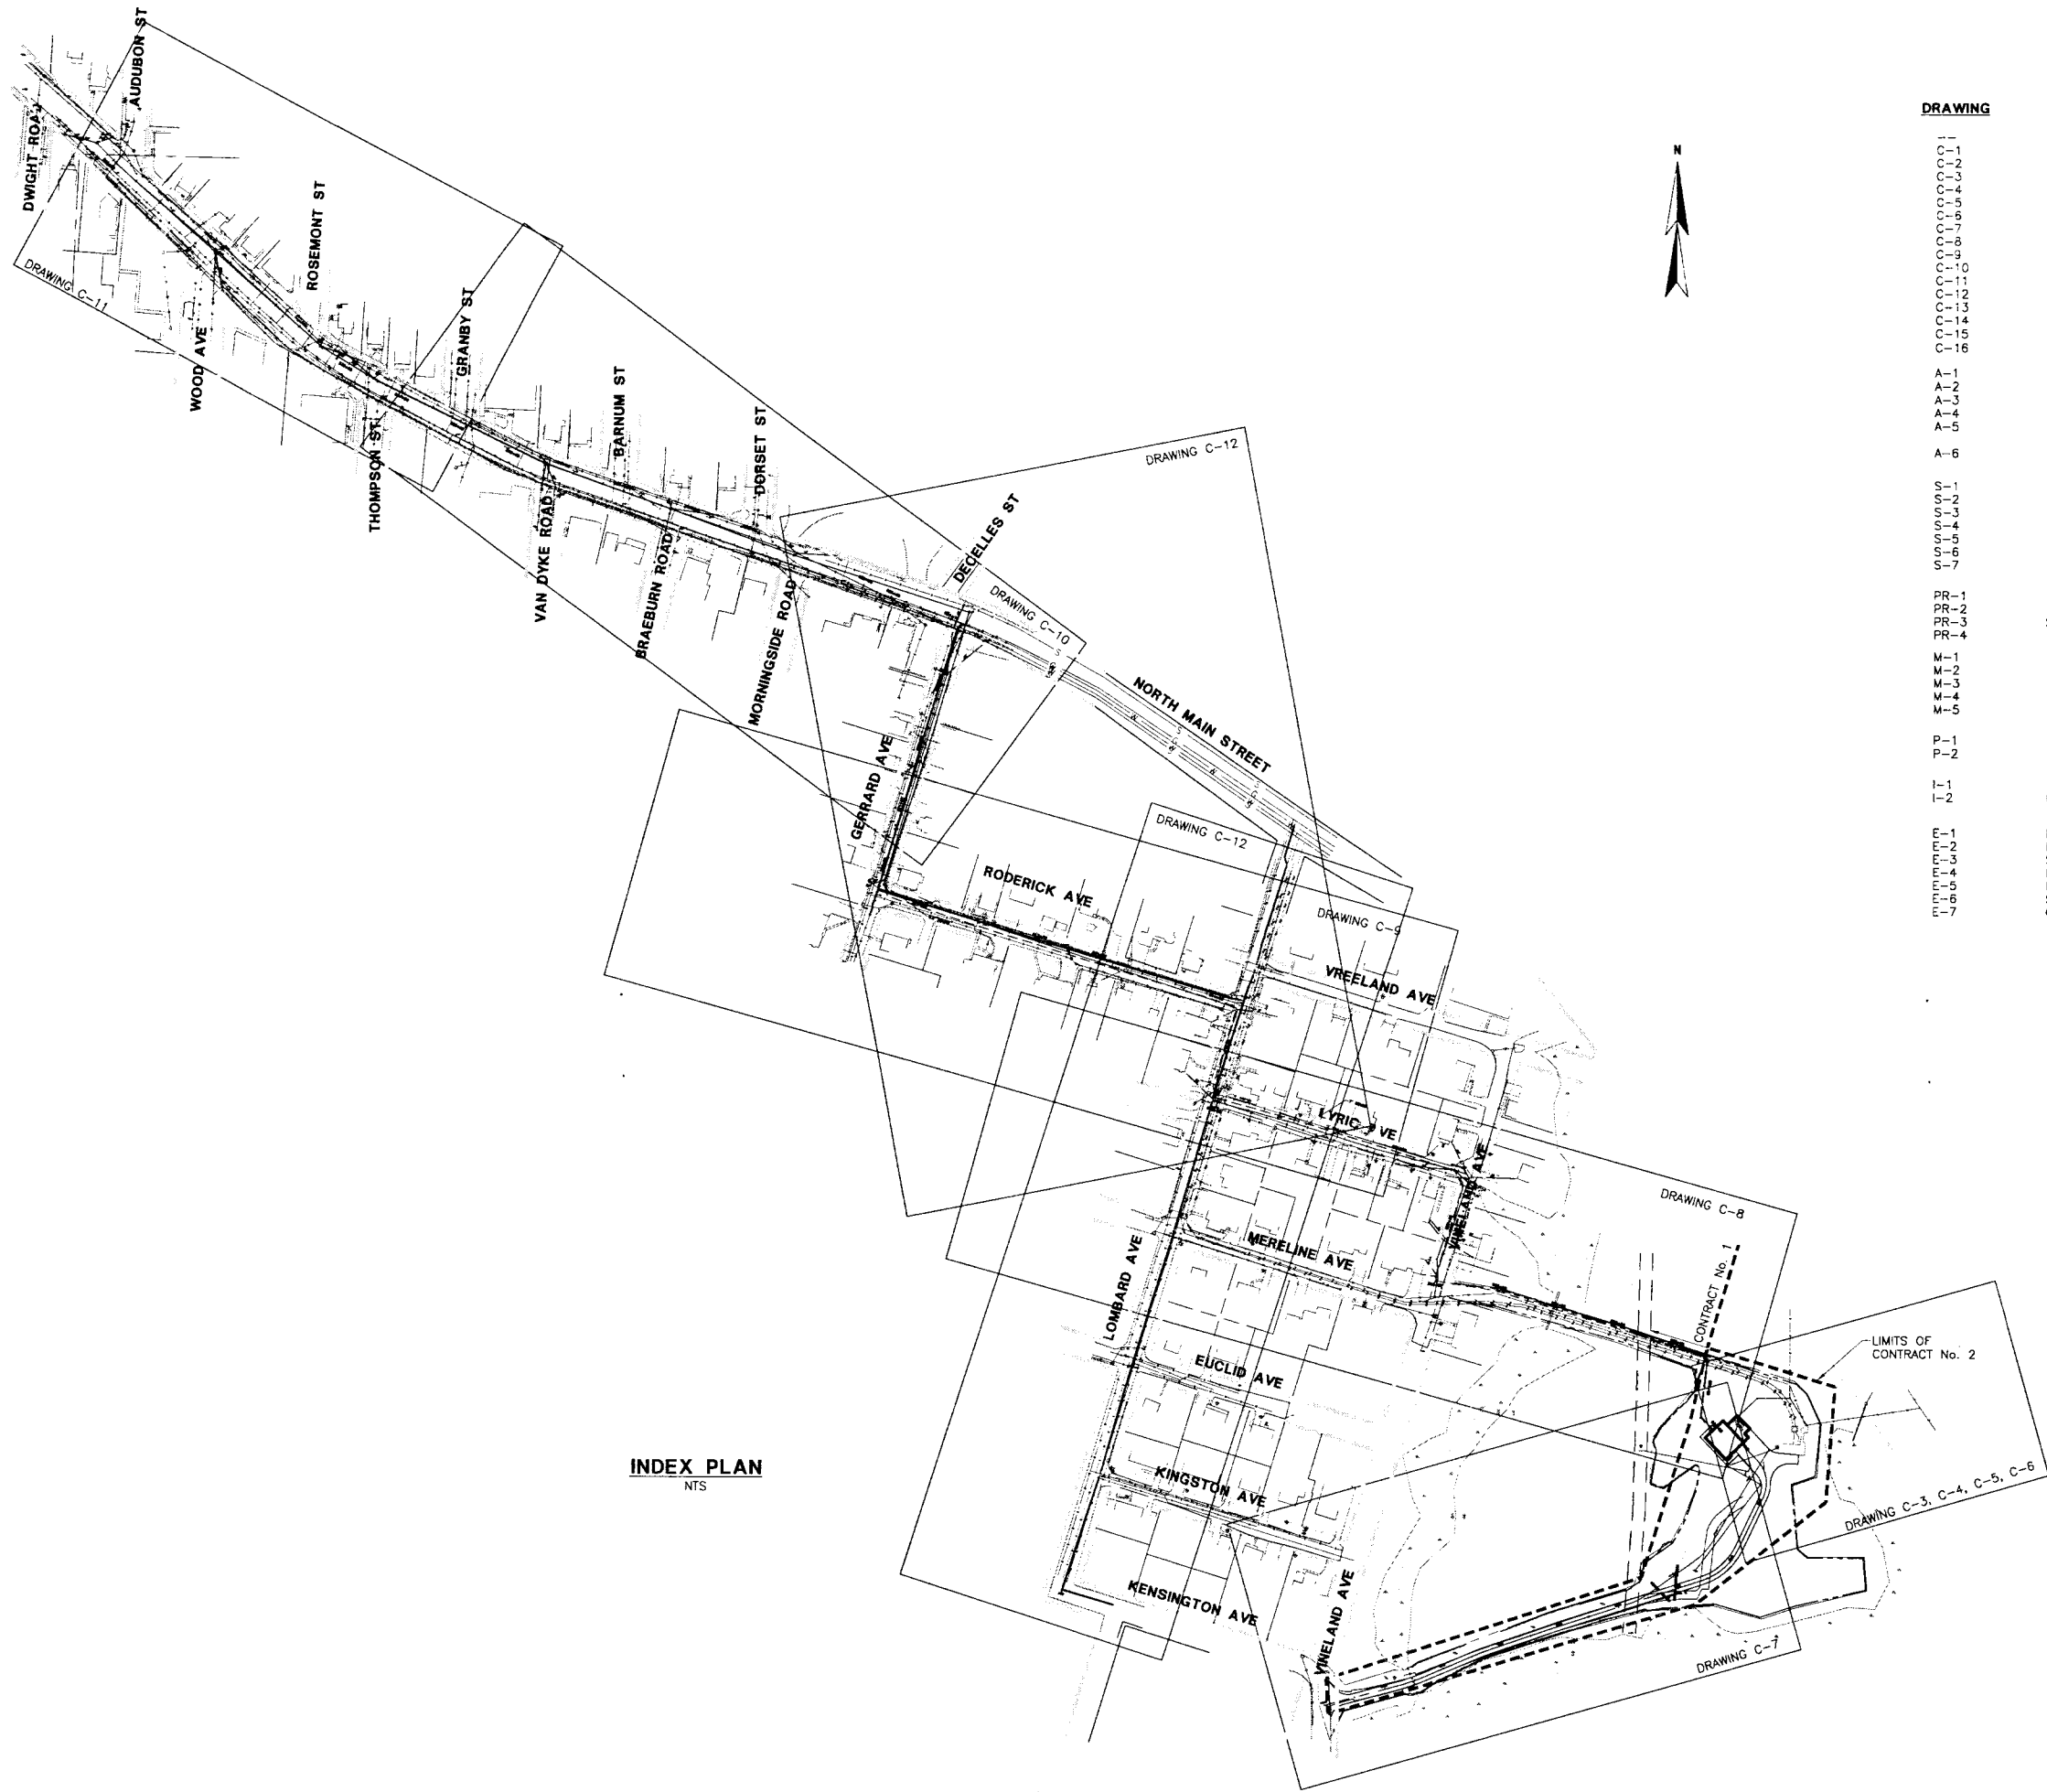 AUDUBON ST
DWIGHT ROAD
DRAWING C-11
ROSEMONT ST
WOOD AVE
GRANBY ST
THOMPSON ST
BARNUM ST
VAN DYKE ROAD
DORSET ST
BRAEBURN ROAD
MORNINGSIDE ROAD
DRAWING C-12
DECELLES ST
DRAWING C-10
NORTH MAIN STREET
GERRARD AVE
DRAWING C-12
RODERICK AVE
DRAWING C-9
VREELAND AVE
LYRIC AVE
VINELAND AVE
DRAWING C-8
MERELINE AVE
LOMBARD AVE
CONTRACT No. 1
LIMITS OF
CONTRACT No. 2
EUCLID AVE
KINGSTON AVE
DRAWING C-3, C-4, C-5, C-6
KENSINGTON AVE
VINELAND AVE
DRAWING C-7
INDEX PLAN
NTS
N
DRAWING
C-1
C-2
C-3
C-4
C-5
C-6
C-7
C-8
C-9
C-10
C-11
C-12
C-13
C-14
C-15
C-16
A-1
A-2
A-3
A-4
A-5
A-6
S-1
S-2
S-3
S-4
S-5
S-6
S-7
PR-1
PR-2
PR-3
PR-4
M-1
M-2
M-3
M-4
M-5
P-1
P-2
I-1
I-2
E-1
E-2
E-3
E-4
E-5
E-6
E-7